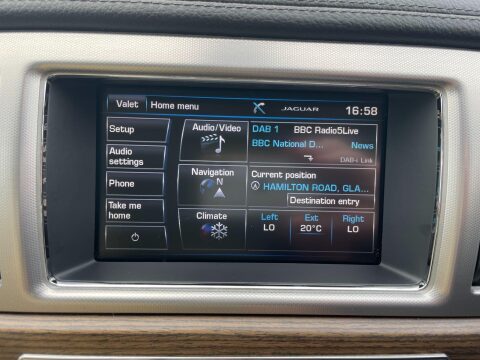 Valet Home menu JAGUAR 16:58
Setup
Audio
settings
Phone
Take me
home
Audio/Video
DAB 1 BBC Radio5Live
BBC National D... News
DAB-i Link
Navigation
N
Current position
HAMILTON ROAD, GLA...
Destination entry
Climate
Left Ext Right
LO 20°C LO